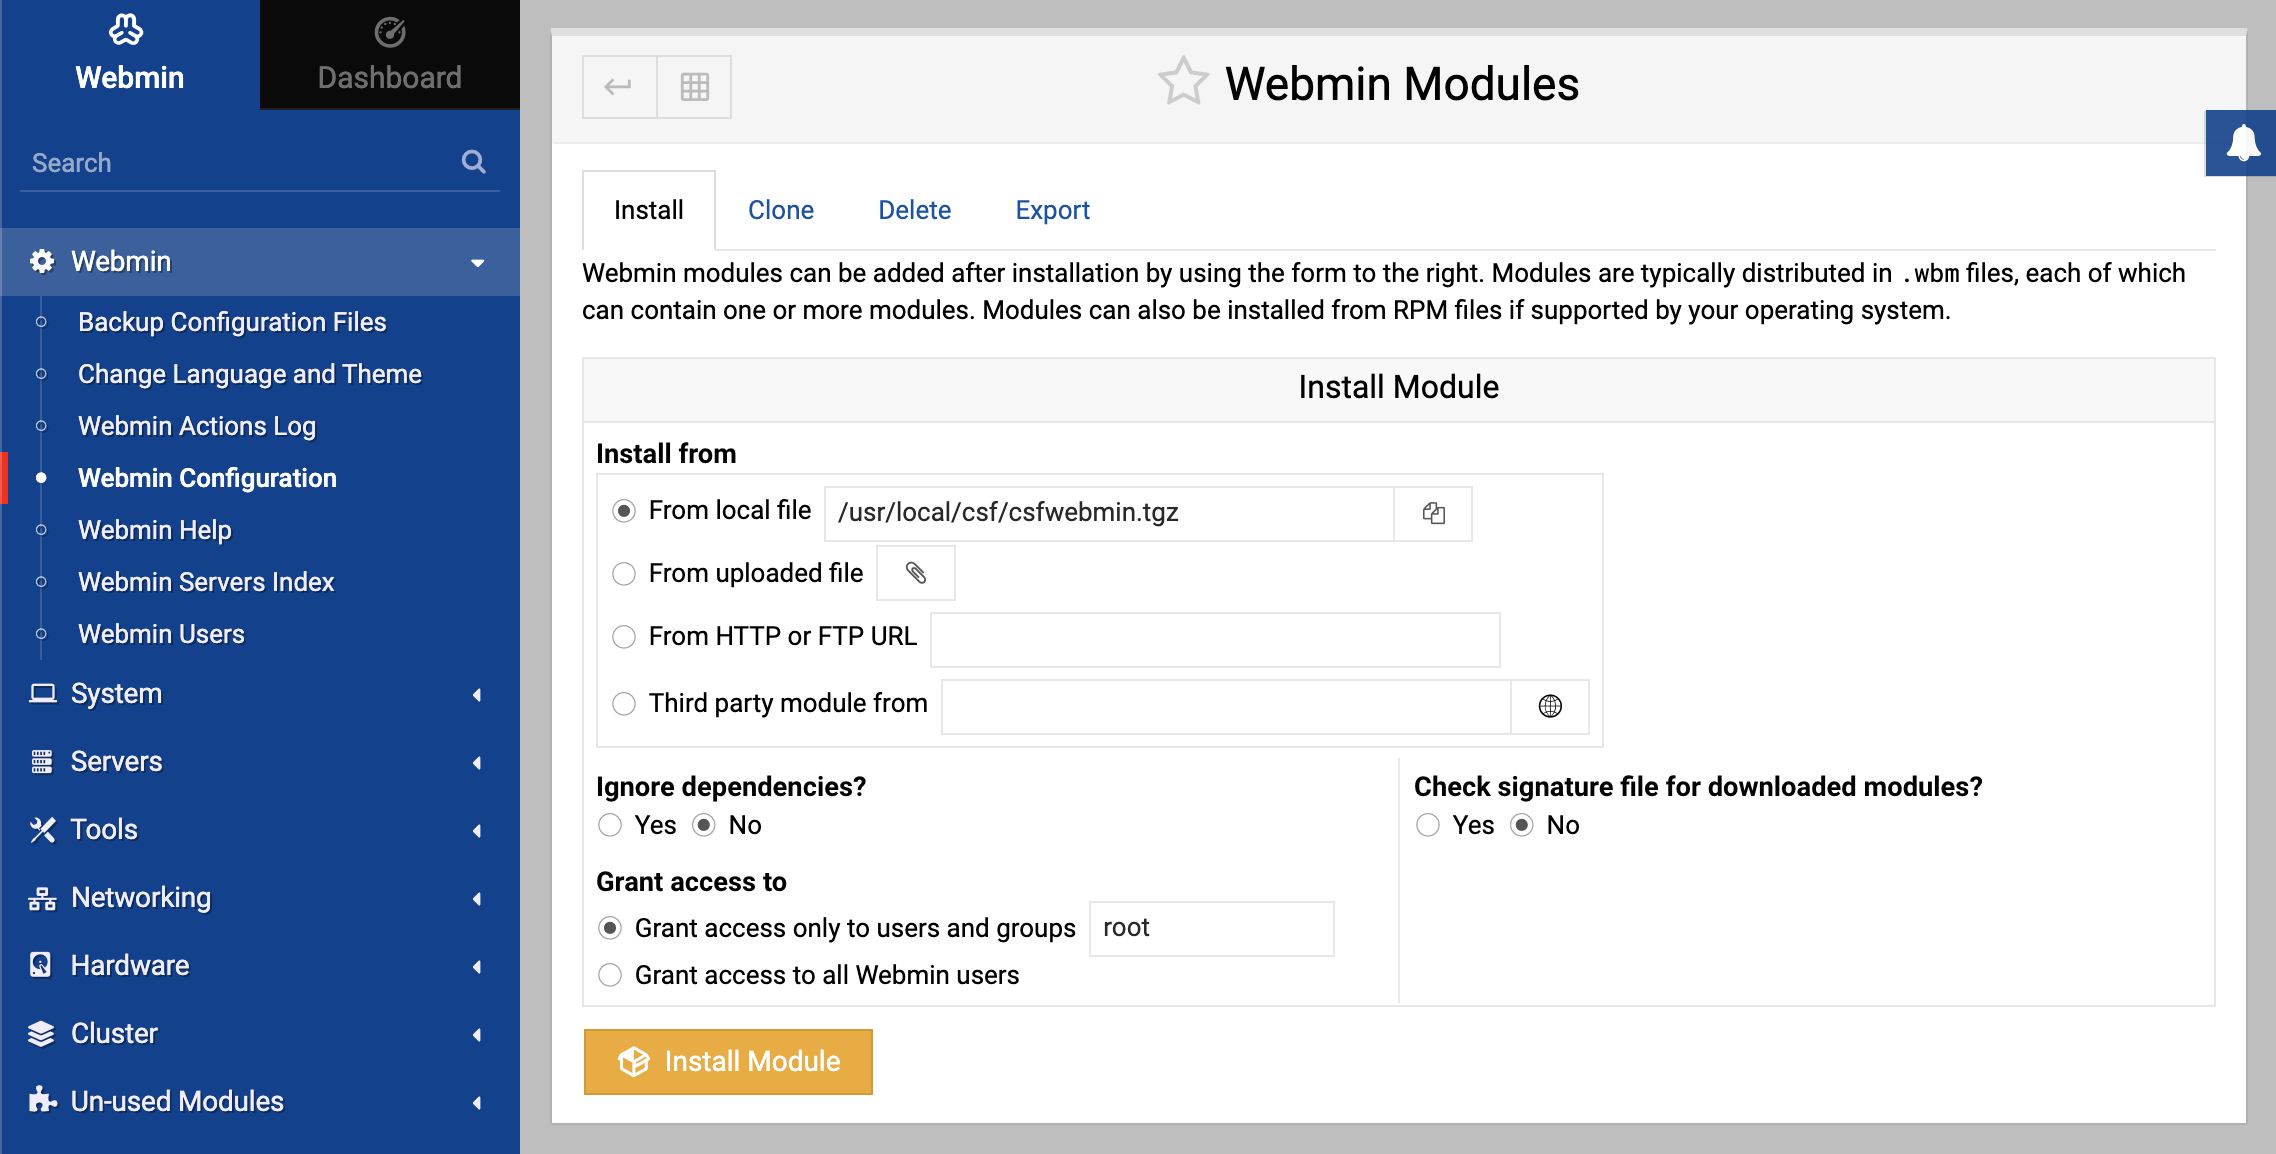 Webmin
Dashboard
Search
Webmin
Backup Configuration Files
Change Language and Theme
Webmin Actions Log
Webmin Configuration
Webmin Help
Webmin Servers Index
Webmin Users
System
Servers
Tools
Networking
Hardware
Cluster
Un-used Modules
Webmin Modules
Install Clone Delete Export
Webmin modules can be added after installation by using the form to the right. Modules are typically distributed in .wbm files, each of which
can contain one or more modules. Modules can also be installed from RPM files if supported by your operating system.
Install Module
Install from
From local file /usr/local/csf/csfwebmin.tgz
From uploaded file
From HTTP or FTP URL
Third party module from
Ignore dependencies?
Yes No
Check signature file for downloaded modules?
Yes No
Grant access to
Grant access only to users and groups root
Grant access to all Webmin users
Install Module